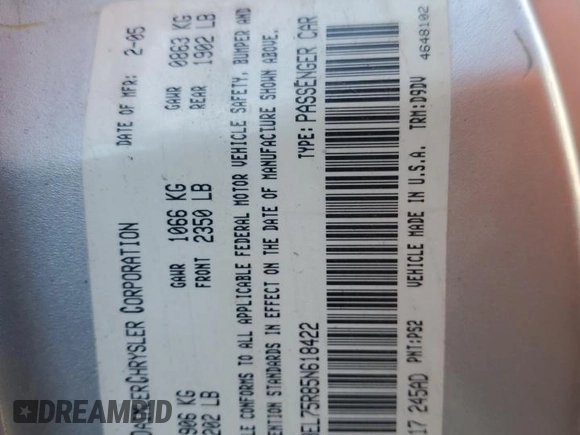 DAIMLERCHRYSLER CORPORATION DATE OF MFR: 2-05
906 KG GAWR 1066 KG GAWR 0863 KG
202 LB FRONT 2350 LB REAR 1902 LB
LE CONFORMS TO ALL APPLICABLE FEDERAL MOTOR VEHICLE SAFETY, BUMPER AND
ENTION STANDARDS IN EFFECT ON THE DATE OF MANUFACTURE SHOWN ABOVE.
EL75R85N618422 TYPE: PASSENGER CAR
17 245AD PNT:PS2 VEHICLE MADE IN U.S.A. TRM:D9DV
4648102
DREAMBID